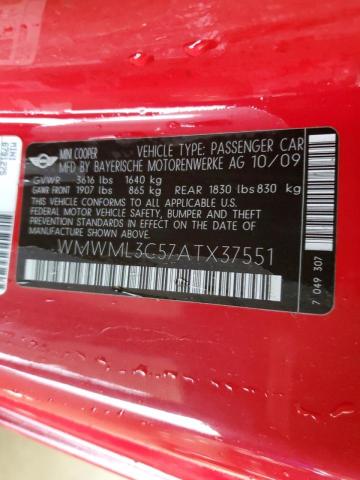 MINI COOPER
VEHICLE TYPE: PASSENGER CAR
MFD BY BAYERISCHE MOTORENWERKE AG 10/09
GVWR 3616 lbs 1640 kg
GAWR FRONT 1907 lbs 865 kg REAR 1830 lbs 830 kg
THIS VEHICLE CONFORMS TO ALL APPLICABLE
FEDERAL MOTOR VEHICLE SAFETY, BUMPER AND THEFT
PREVENTION STANDARDS IN EFFECT ON THE
DATE OF MANUFACTURE SHOWN ABOVE.
WMWML3C57ATX37551
7 049 307
MINI